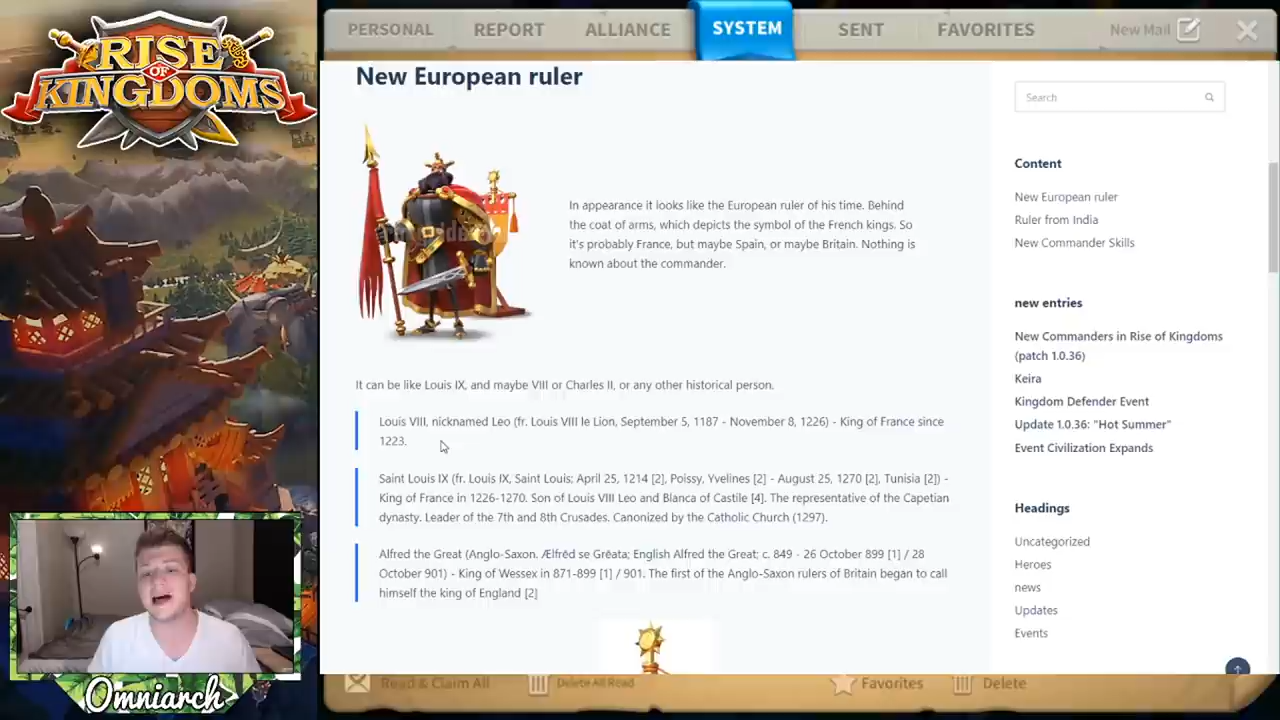 RISE
OF
KINGDOMS
PERSONAL
REPORT
ALLIANCE
SYSTEM
SENT
FAVORITES
New Mail
New European ruler
In appearance it looks like the European ruler of his time. Behind
the coat of arms, which depicts the symbol of the French kings. So
it's probably France, but maybe Spain, or maybe Britain. Nothing is
known about the commander.
It can be like Louis IX, and maybe VIII or Charles II, or any other historical person.
Louis VIII, nicknamed Leo (fr. Louis VIII le Lion, September 5, 1187 - November 8, 1226) - King of France since
1223.
Saint Louis IX (fr. Louis IX, Saint Louis; April 25, 1214 [2], Poissy, Yvelines [2] - August 25, 1270 [2], Tunisia [2]) -
King of France in 1226-1270. Son of Louis VIII Leo and Blanca of Castile [4]. The representative of the Capetian
dynasty. Leader of the 7th and 8th Crusades. Canonized by the Catholic Church (1297).
Alfred the Great (Anglo-Saxon. Ælfrēd se Grēata; English Alfred the Great; c. 849 - 26 October 899 [1] / 28
October 901) - King of Wessex in 871-899 [1] / 901. The first of the Anglo-Saxon rulers of Britain began to call
himself the king of England [2]
Search
Content
New European ruler
Ruler from India
New Commander Skills
new entries
New Commanders in Rise of Kingdoms
(patch 1.0.36)
Keira
Kingdom Defender Event
Update 1.0.36: "Hot Summer"
Event Civilization Expands
Headings
Uncategorized
Heroes
news
Updates
Events
Read & Claim All
Delete All Read
Favorites
Delete
Omniarch